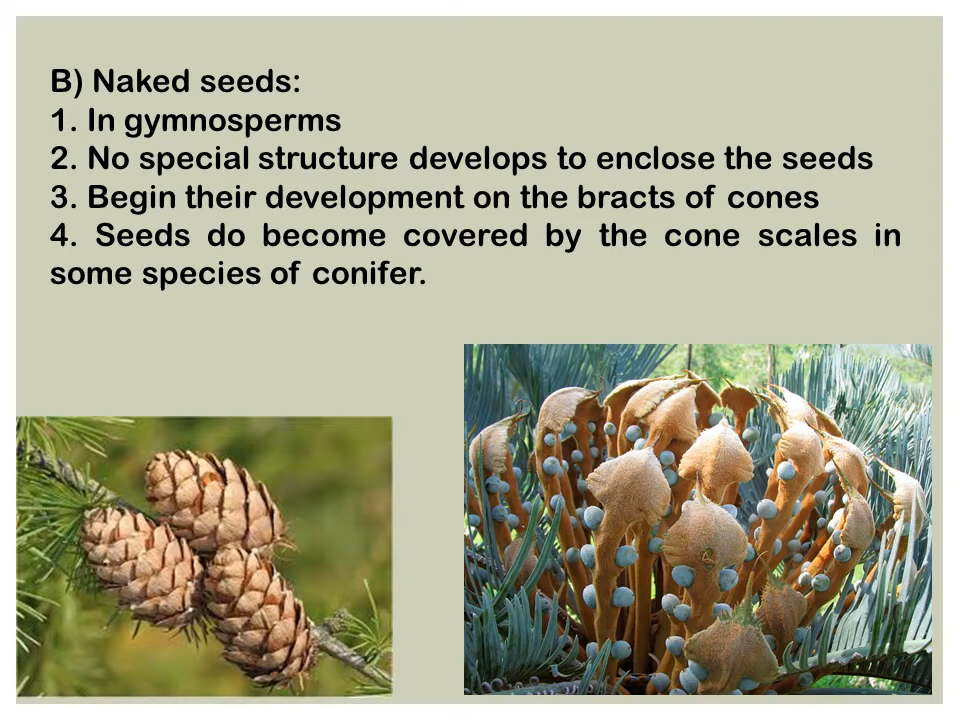 B) Naked seeds:
1. In gymnosperms
2. No special structure develops to enclose the seeds
3. Begin their development on the bracts of cones
4. Seeds do become covered by the cone scales in
some species of conifer.